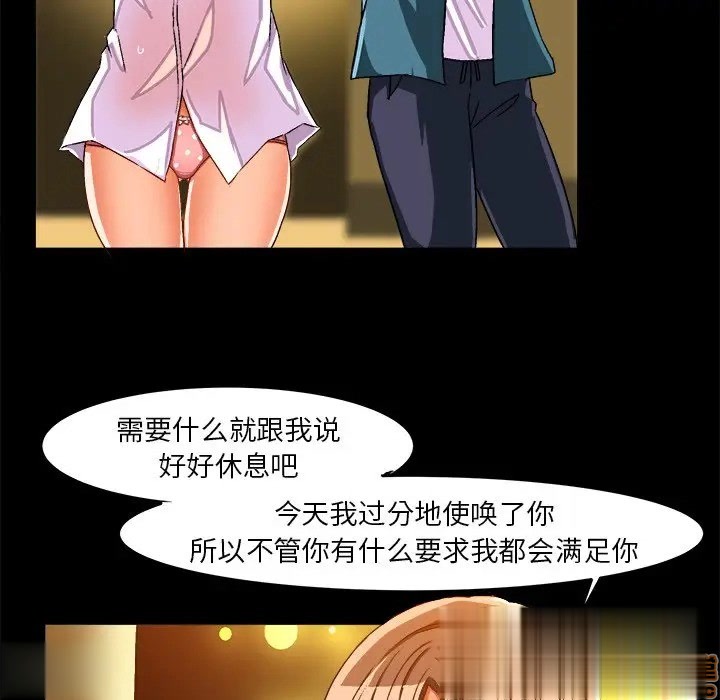 需要什么就跟我说
好好休息吧
今天我过分地使唤了你
所以不管你有什么要求我都会满足你